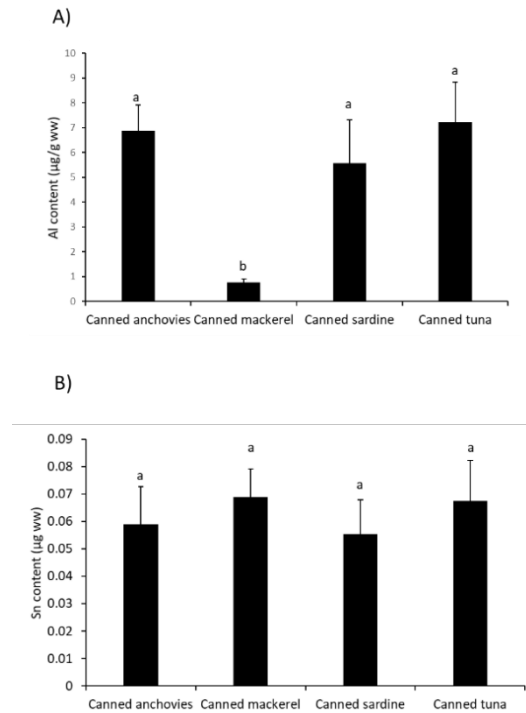 A)
Al content (µg/g ww)
10
9
8
7
6
5
4
3
2
1
0
a
b
a
a
Canned anchovies Canned mackerel Canned sardine Canned tuna
B)
Sn content (µg ww)
0.09
0.08
0.07
0.06
0.05
0.04
0.03
0.02
0.01
0
a
a
a
a
Canned anchovies Canned mackerel Canned sardine Canned tuna